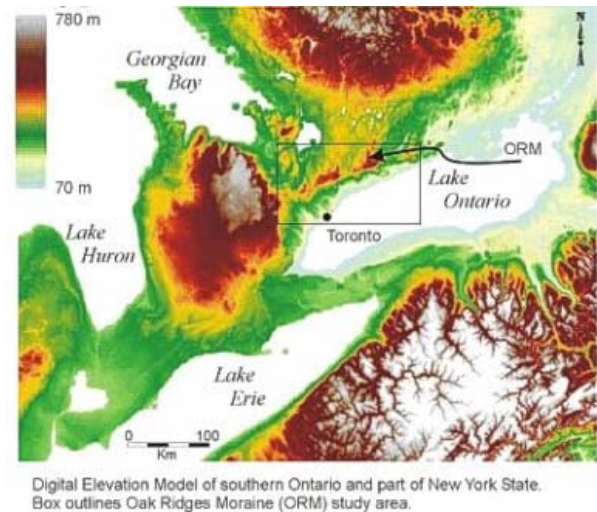 780 m
70 m
Georgian
Bay
N
ORM
Lake
Ontario
Toronto
Lake
Huron
Lake
Erie
0 100
Km
Digital Elevation Model of southern Ontario and part of New York State.
Box outlines Oak Ridges Moraine (ORM) study area.